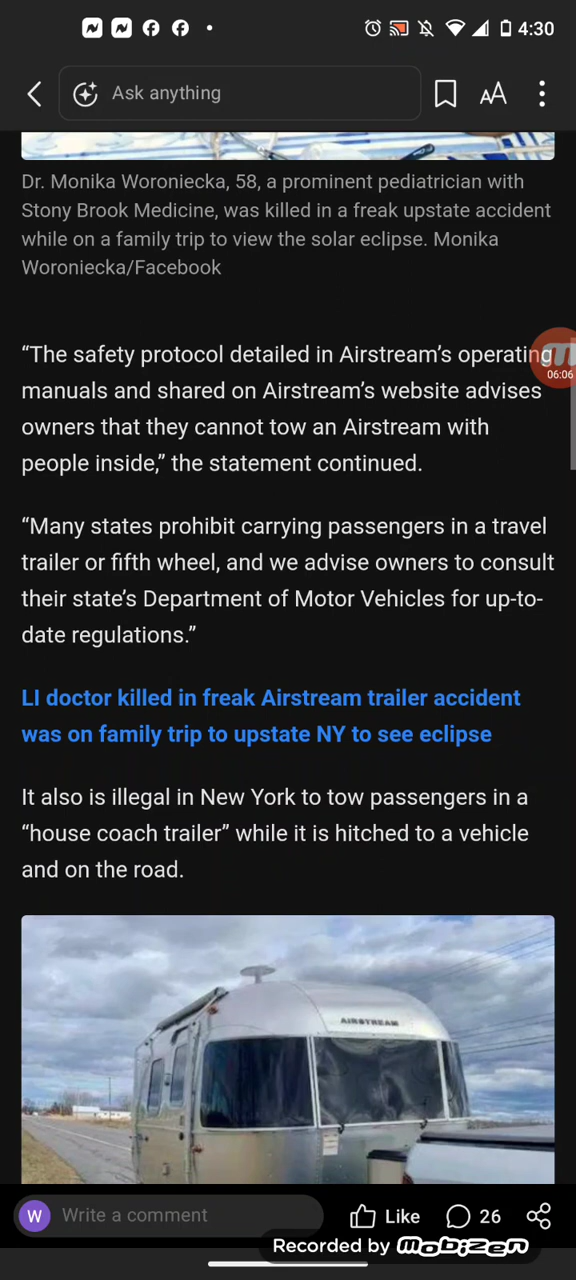 4:30
Ask anything
AA
Dr. Monika Woroniecka, 58, a prominent pediatrician with
Stony Brook Medicine, was killed in a freak upstate accident
while on a family trip to view the solar eclipse. Monika
Woroniecka/Facebook
“The safety protocol detailed in Airstream’s operating
manuals and shared on Airstream’s website advises
owners that they cannot tow an Airstream with
people inside,” the statement continued.
06:06
“Many states prohibit carrying passengers in a travel
trailer or fifth wheel, and we advise owners to consult
their state’s Department of Motor Vehicles for up-to-
date regulations.”
LI doctor killed in freak Airstream trailer accident
was on family trip to upstate NY to see eclipse
It also is illegal in New York to tow passengers in a
“house coach trailer” while it is hitched to a vehicle
and on the road.
AIRSTREAM
W Write a comment Like 26
Recorded by mobizen